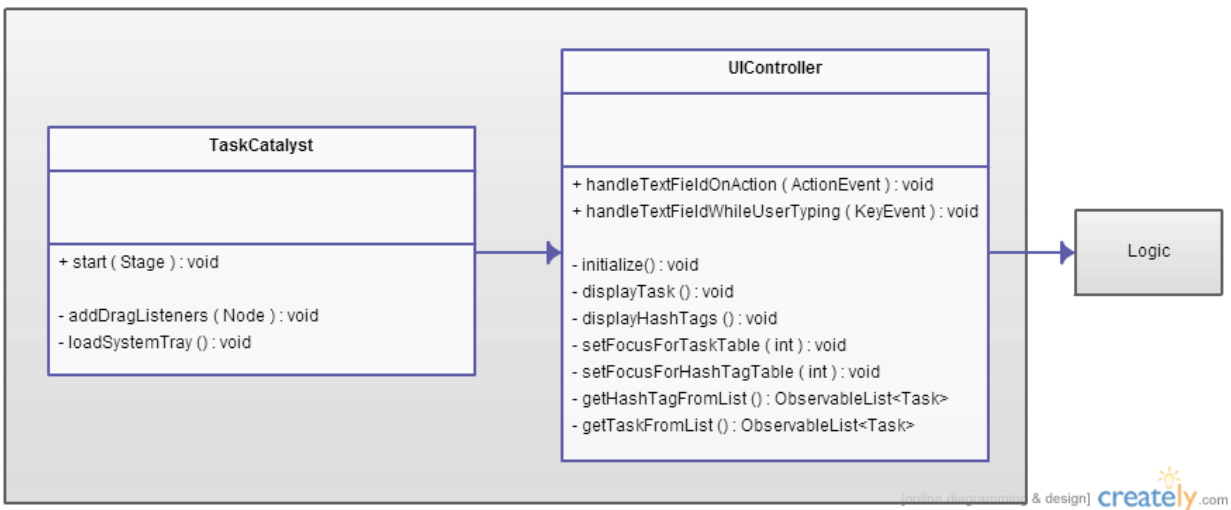 TaskCatalyst
+ start ( Stage ) : void
- addDragListeners ( Node ) : void
- loadSystemTray () : void
UIController
+ handleTextFieldOnAction ( ActionEvent ) : void
+ handleTextFieldWhileUserTyping ( KeyEvent ) : void
- initialize() : void
- displayTask () : void
- displayHashTags () : void
- setFocusForTaskTable ( int ) : void
- setFocusForHashTagTable ( int ) : void
- getHashTagFromList () : ObservableList<Task>
- getTaskFromList () : ObservableList<Task>
Logic
[online diagramming & design] creately.com